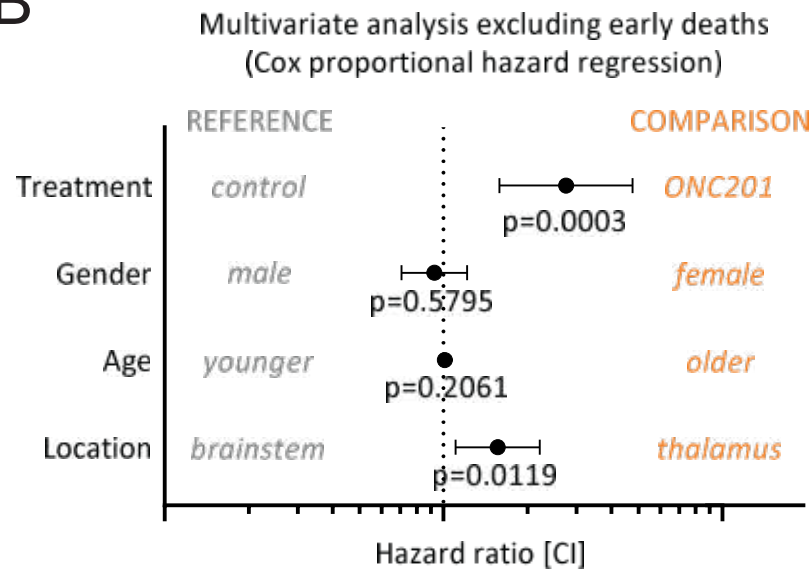 B
Multivariate analysis excluding early deaths
(Cox proportional hazard regression)
REFERENCE COMPARISON
Treatment control ONC201
p=0.0003
Gender male female
p=0.5795
Age younger older
p=0.2061
Location brainstem thalamus
p=0.0119
Hazard ratio [CI]